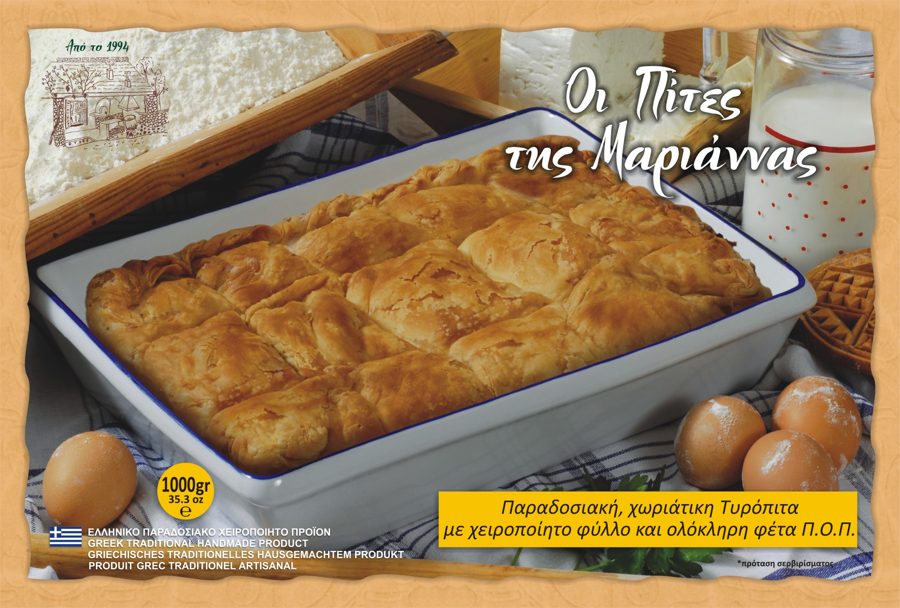 Από το 1994
Οι Πίτες
της Μαριάννας
1000gr
35.3 oz
℮
Παραδοσιακή, χωριάτικη Τυρόπιτα
με χειροποίητο φύλλο και ολόκληρη φέτα Π.Ο.Π.
ΕΛΛΗΝΙΚΟ ΠΑΡΑΔΟΣΙΑΚΟ ΧΕΙΡΟΠΟΙΗΤΟ ΠΡΟΪΟΝ
GREEK TRADITIONAL HANDMADE PRODUCT
GRIECHISCHES TRADITIONELLES HAUSGEMACHTEM PRODUKT
PRODUIT GREC TRADITIONEL ARTISANAL
*πρόταση σερβιρίσματος